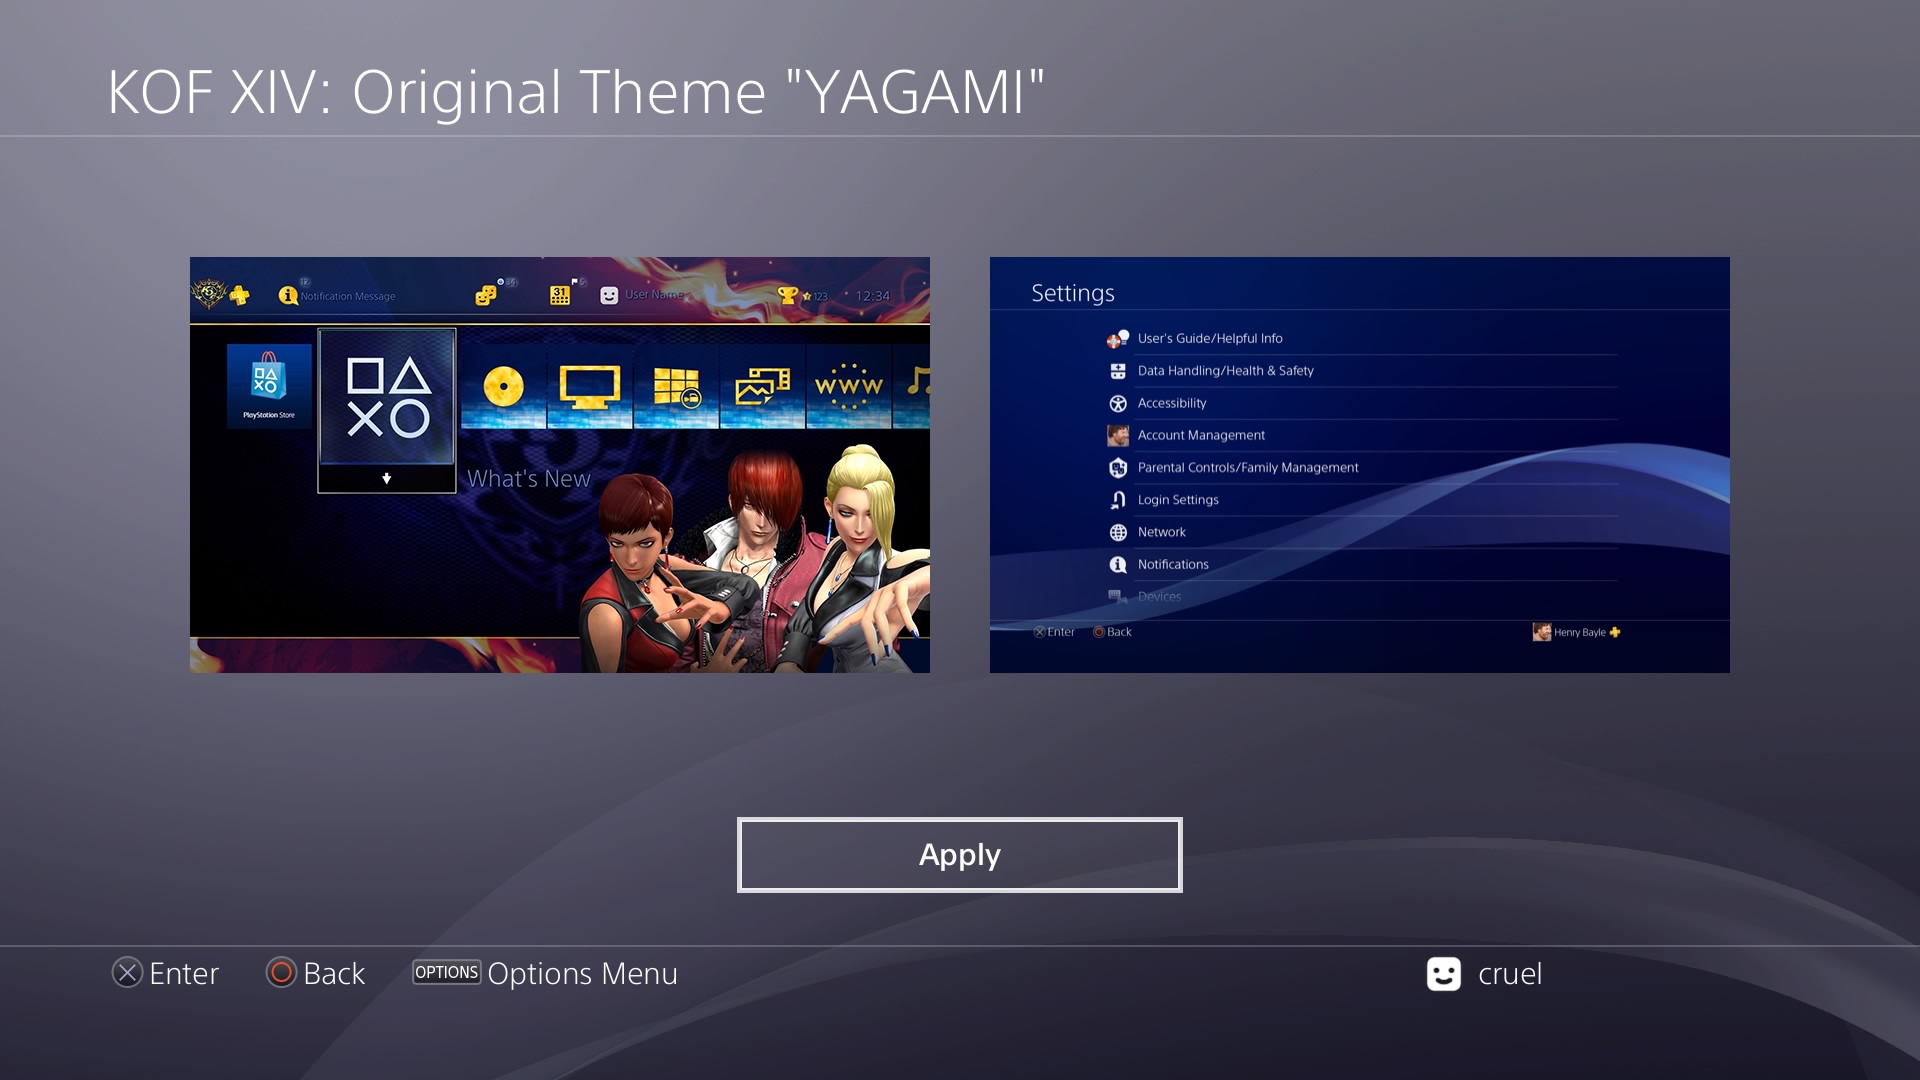 KOF XIV: Original Theme "YAGAMI"
12
Notification Message
31
User Name
123
12:34
PlayStation Store
WWW
What's New
Settings
User's Guide/Helpful Info
Data Handling/Health & Safety
Accessibility
Account Management
Parental Controls/Family Management
Login Settings
Network
Notifications
Devices
Enter
Back
Henry Bayle
Apply
Enter
Back
OPTIONS Options Menu
cruel